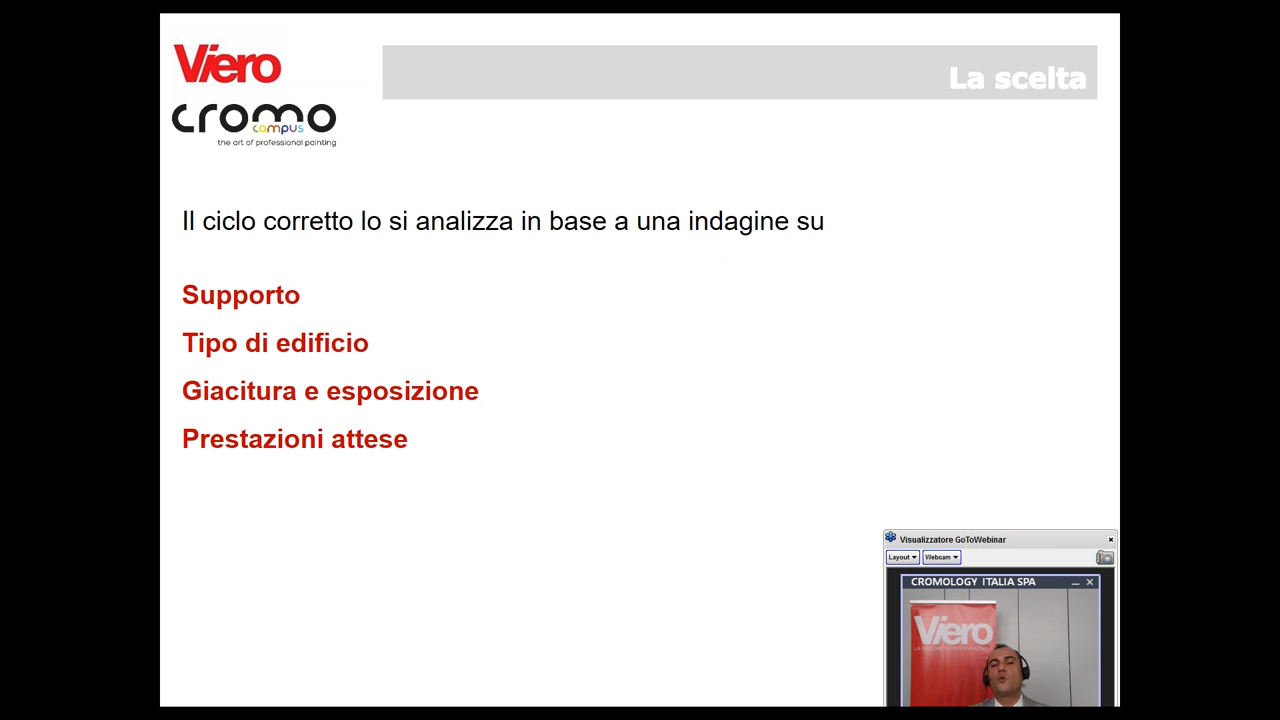 Viero
La scelta
cromo
campus
the art of professional painting
Il ciclo corretto lo si analizza in base a una indagine su
Supporto
Tipo di edificio
Giacitura e esposizione
Prestazioni attese
Visualizzatore GoToWebinar
Layout
Webcam
CROMOLOGY ITALIA SPA
Viero